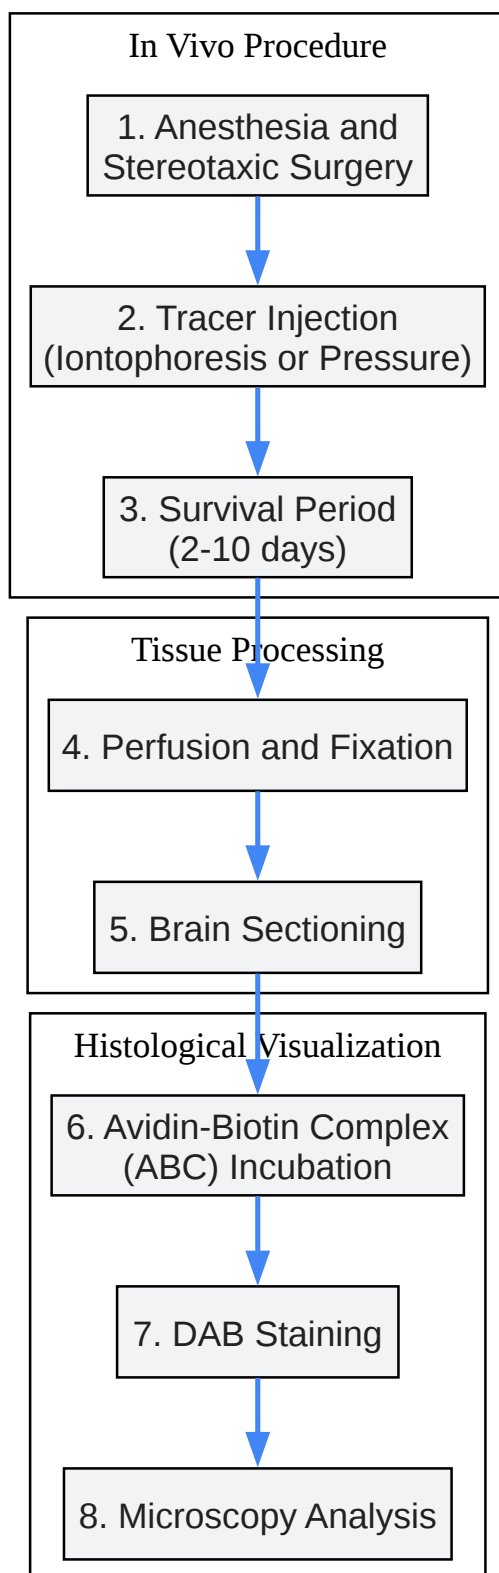 In Vivo Procedure
1. Anesthesia and
Stereotaxic Surgery
2. Tracer Injection
(Iontophoresis or Pressure)
3. Survival Period
(2-10 days)
Tissue Processing
4. Perfusion and Fixation
5. Brain Sectioning
Histological Visualization
6. Avidin-Biotin Complex
(ABC) Incubation
7. DAB Staining
8. Microscopy Analysis